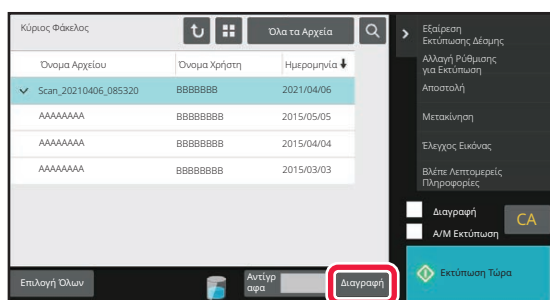 Κύριος Φάκελος
Όλα τα Αρχεία
Όνομα Αρχείου Όνομα Χρήστη Ημερομηνία
Scan_20210406_085320 BBBBBBB 2021/04/06
AAAAAAAA BBBBBBBB 2015/05/05
AAAAAAAA BBBBBBBB 2015/04/04
AAAAAAAA BBBBBBBB 2015/03/03
Επιλογή Όλων
Αντίγρ
αφα
Διαγραφή
Εξαίρεση
Εκτύπωσης Δέσμης
Αλλαγή Ρύθμισης
για Εκτύπωση
Αποστολή
Μετακίνηση
Έλεγχος Εικόνας
Βλέπε Λεπτομερείς
Πληροφορίες
Διαγραφή
Α/Μ Εκτύπωση
CA
Εκτύπωση Τώρα